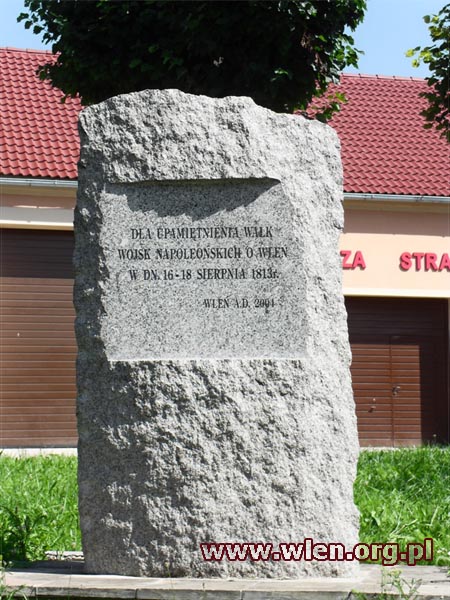 DLA UPAMIĘTNIENIA WALK
WOJSK NAPOLEOŃSKICH O WLEŃ
W DN. 16-18 SIERPNIA 1813r.
WLEŃ A.D. 2004
ZA STRA
www.wlen.org.pl